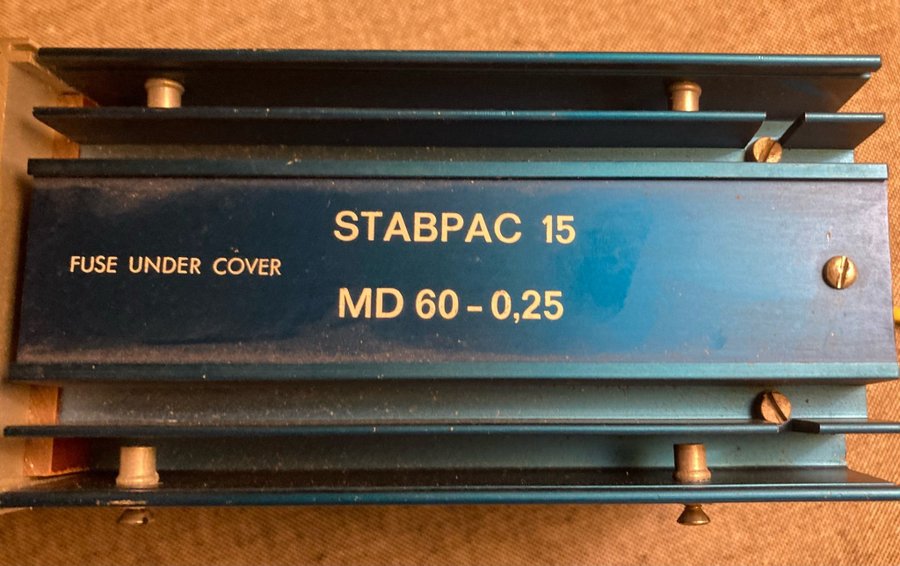 STABPAC 15
FUSE UNDER COVER
MD 60-0,25